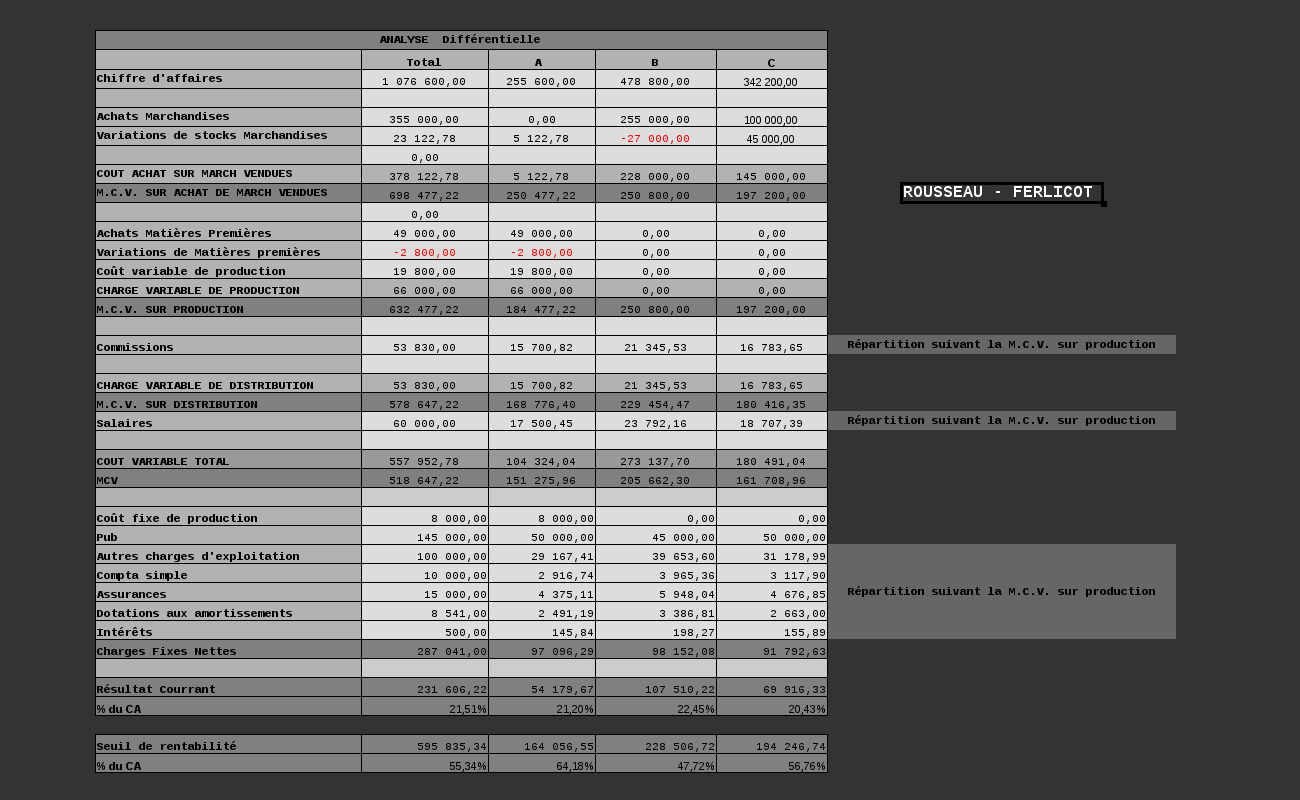 ANALYSE Différentielle
Total A B C
Chiffre d'affaires 1 076 600,00 255 600,00 478 800,00 342 200,00
Achats Marchandises 355 000,00 0,00 255 000,00 100 000,00
Variations de stocks Marchandises 23 122,78 5 122,78 -27 000,00 45 000,00
0,00
COUT ACHAT SUR MARCH VENDUES 378 122,78 5 122,78 228 000,00 145 000,00
M.C.V. SUR ACHAT DE MARCH VENDUES 698 477,22 250 477,22 250 800,00 197 200,00
ROUSSEAU - FERLICOT
0,00
Achats Matières Premières 49 000,00 49 000,00 0,00 0,00
Variations de Matières premières -2 800,00 -2 800,00 0,00 0,00
Coût variable de production 19 800,00 19 800,00 0,00 0,00
CHARGE VARIABLE DE PRODUCTION 66 000,00 66 000,00 0,00 0,00
M.C.V. SUR PRODUCTION 632 477,22 184 477,22 250 800,00 197 200,00
Commissions 53 830,00 15 700,82 21 345,53 16 783,65 Répartition suivant la M.C.V. sur production
CHARGE VARIABLE DE DISTRIBUTION 53 830,00 15 700,82 21 345,53 16 783,65
M.C.V. SUR DISTRIBUTION 578 647,22 168 776,40 229 454,47 180 416,35
Salaires 60 000,00 17 500,45 23 792,16 18 707,39 Répartition suivant la M.C.V. sur production
COUT VARIABLE TOTAL 557 952,78 104 324,04 273 137,70 180 491,04
MCV 518 647,22 151 275,96 205 662,30 161 708,96
Coût fixe de production 8 000,00 8 000,00 0,00 0,00
Pub 145 000,00 50 000,00 45 000,00 50 000,00
Autres charges d'exploitation 100 000,00 29 167,41 39 653,60 31 178,99
Compta simple 10 000,00 2 916,74 3 965,36 3 117,90
Assurances 15 000,00 4 375,11 5 948,04 4 676,85 Répartition suivant la M.C.V. sur production
Dotations aux amortissements 8 541,00 2 491,19 3 386,81 2 663,00
Intérêts 500,00 145,84 198,27 155,89
Charges Fixes Nettes 287 041,00 97 096,29 98 152,08 91 792,63
Résultat Courrant 231 606,22 54 179,67 107 510,22 69 916,33
% du CA 21,51% 21,20% 22,45% 20,43%
Seuil de rentabilité 595 835,34 164 056,55 228 506,72 194 246,74
% du CA 55,34% 64,18% 47,72% 56,76%